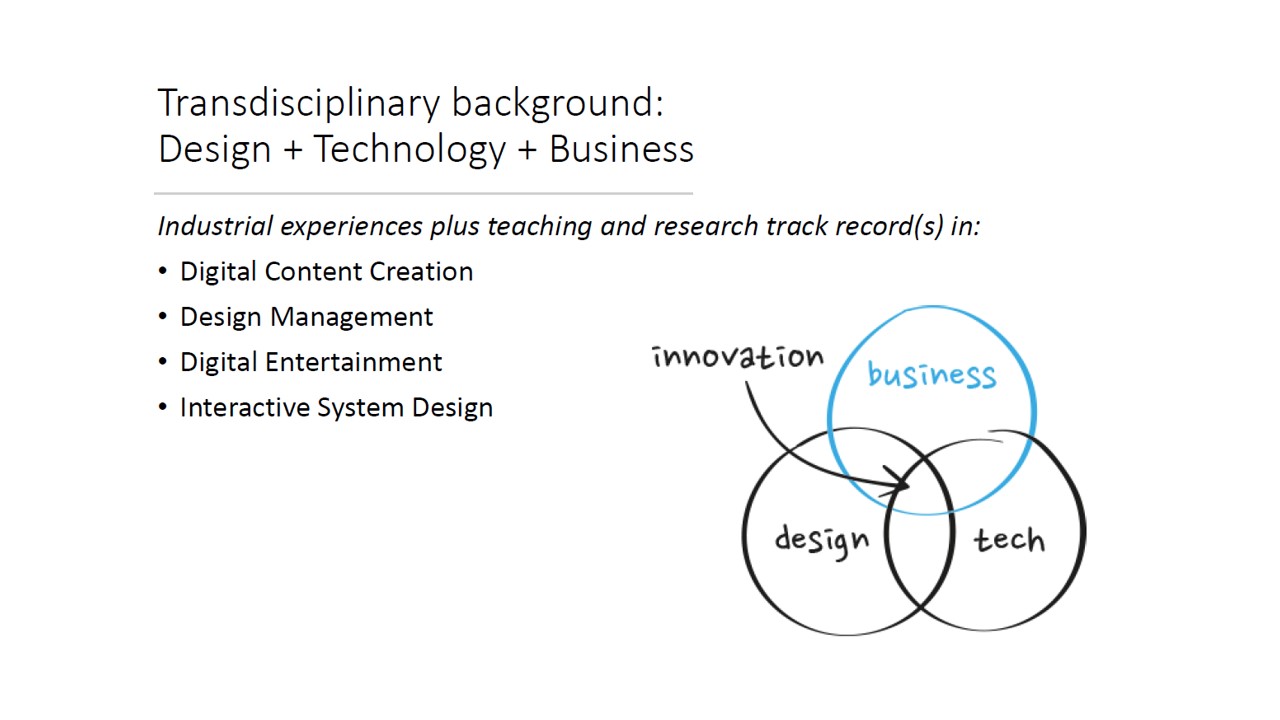 Transdisciplinary background:
Design + Technology + Business
Industrial experiences plus teaching and research track record(s) in:
• Digital Content Creation
• Design Management
• Digital Entertainment
• Interactive System Design
innovation
business
design
tech